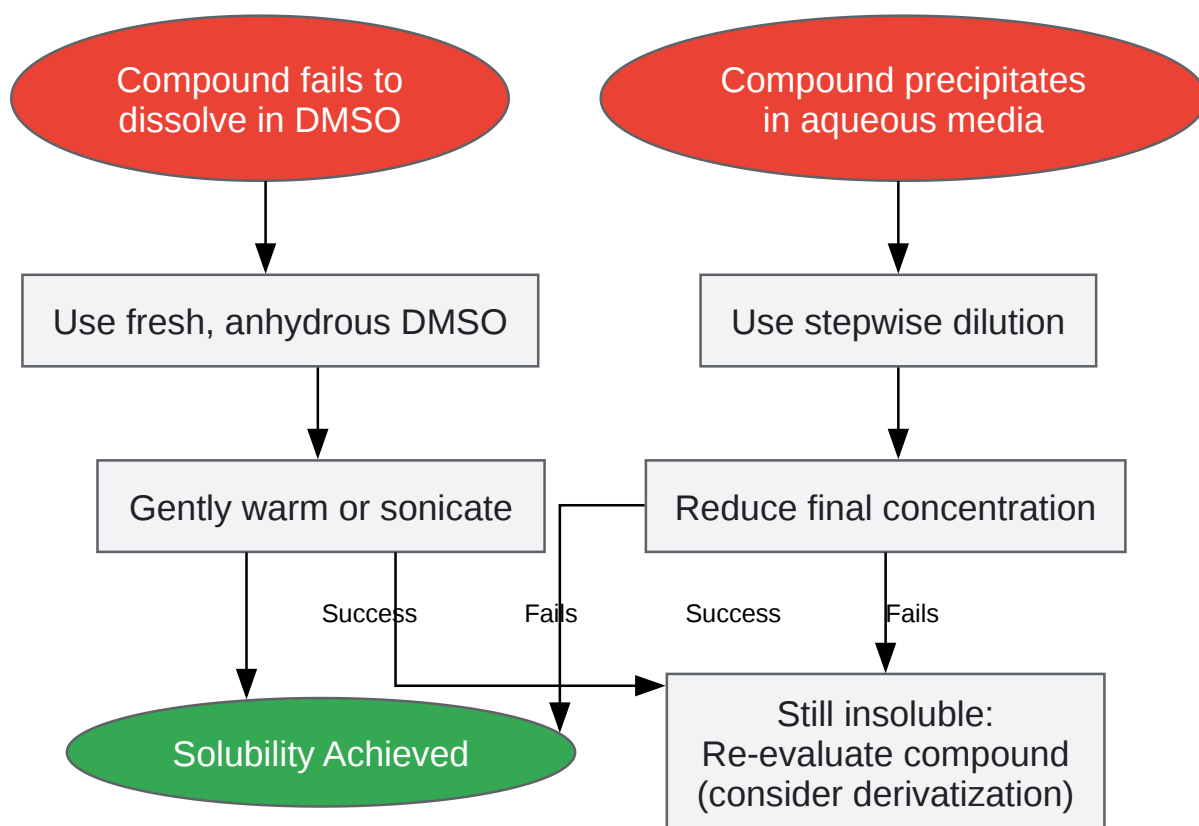 Compound fails to
dissolve in DMSO
Compound precipitates
in aqueous media
Use fresh, anhydrous DMSO
Use stepwise dilution
Gently warm or sonicate
Reduce final concentration
Success
Fails
Success
Fails
Solubility Achieved
Still insoluble:
Re-evaluate compound
(consider derivatization)